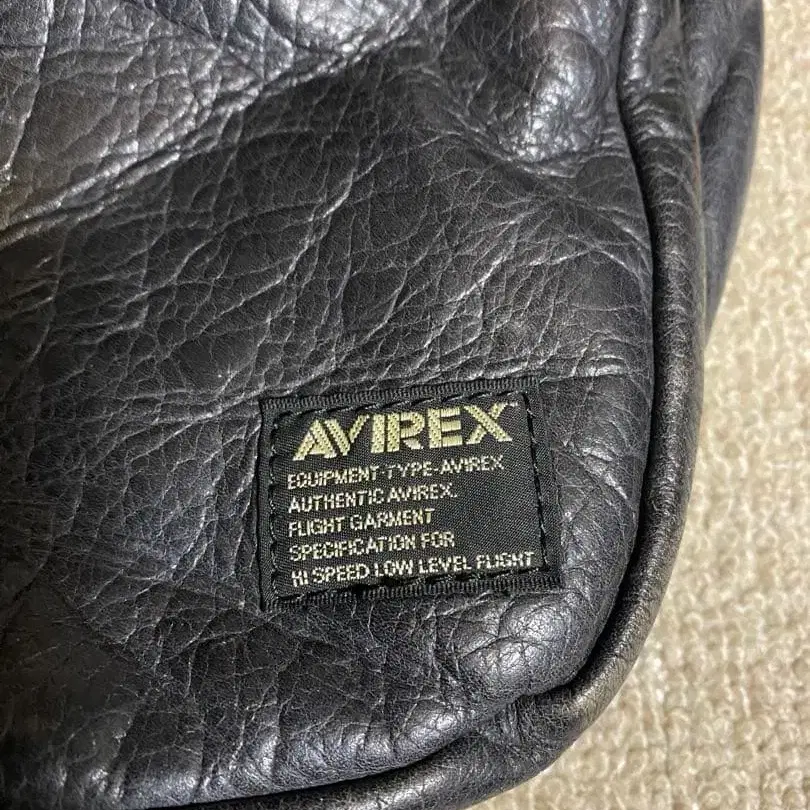 AVIREX
EQUIPMENT-TYPE-AVIREX
AUTHENTIC AVIREX.
FLIGHT GARMENT
SPECIFICATION FOR
HI SPEED LOW LEVEL FLIGHT